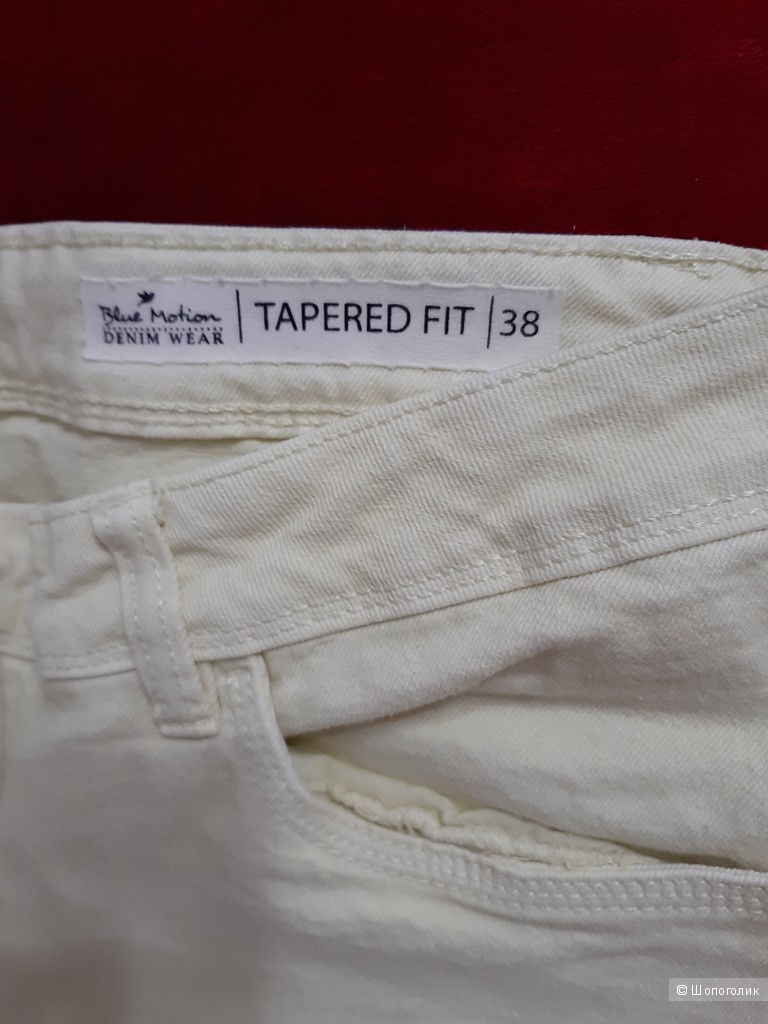 Blue Motion
DENIM WEAR
TAPERED FIT
38
© Шопоголик